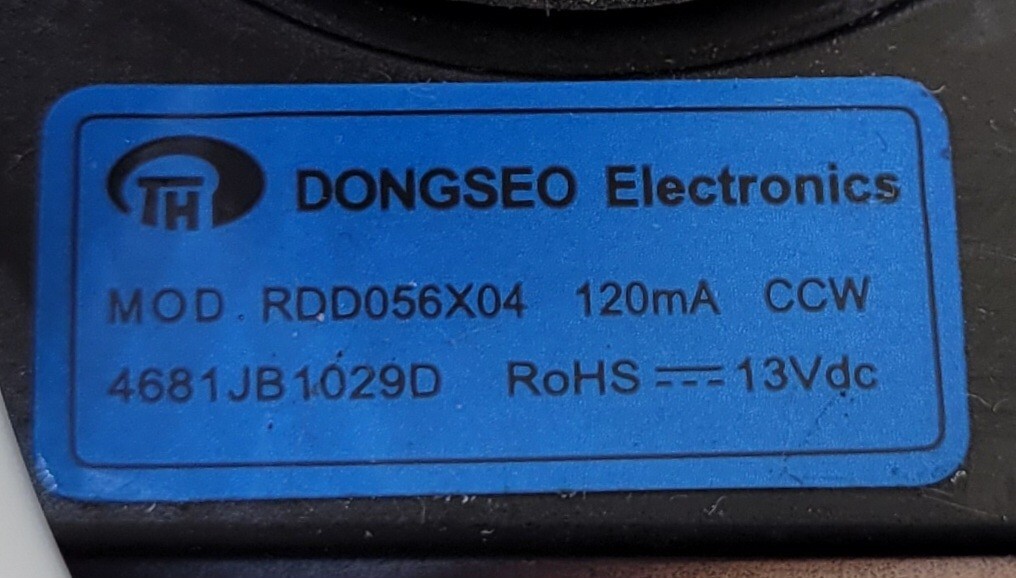 TH DONGSEO Electronics
MOD. RDD056X04 120mA CCW
4681JB1029D RoHS ⎓ 13Vdc